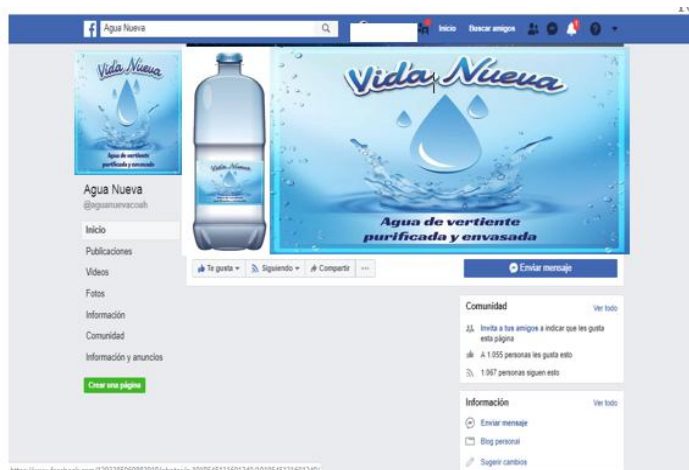 Agua Nueva
Inicio
Buscar amigos
Vida Nueva
Agua de vertiente
purificada y envasada
Vida Nueva
Vida Nueva
Agua de vertiente
purificada y envasada
Agua Nueva
@aguanuevacoah
Inicio
Publicaciones
Videos
Fotos
Información
Comunidad
Información y anuncios
Crear una página
Te gusta
Siguiendo
Compartir
Enviar mensaje
Comunidad
Ver todo
Invita a tus amigos a indicar que les gusta
esta página
A 1.055 personas les gusta esto
1.067 personas siguen esto
Información
Ver todo
Enviar mensaje
Blog personal
Sugerir cambios